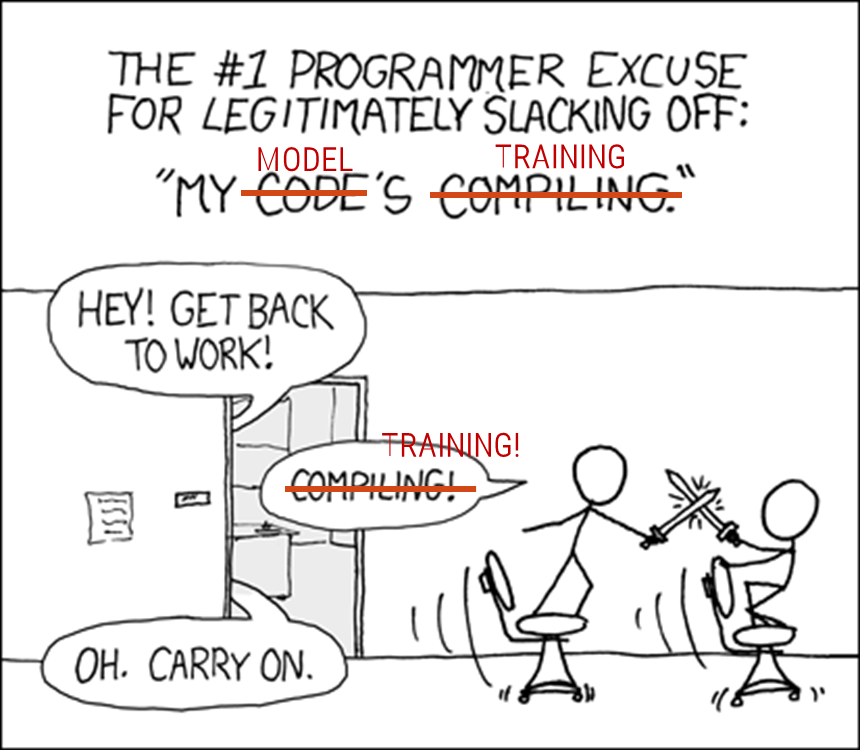 THE #1 PROGRAMMER EXCUSE
FOR LEGITIMATELY SLACKING OFF:
MODEL TRAINING
"MY CODE'S COMPILING."
HEY! GET BACK
TO WORK!
TRAINING!
COMPILING!
OH. CARRY ON.